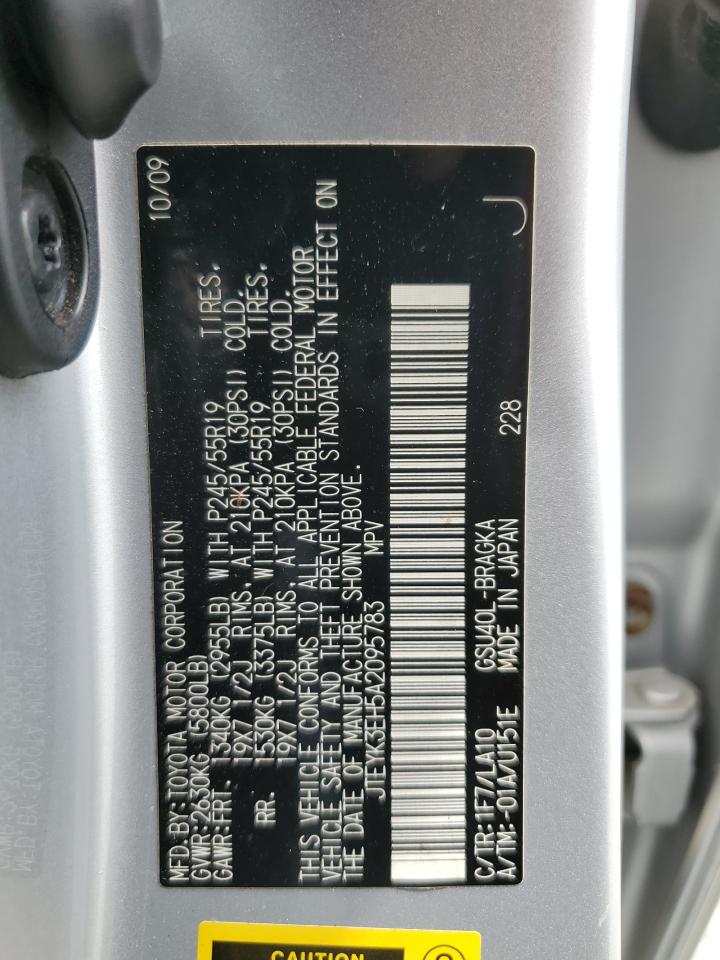 MFD.BY:TOYOTA MOTOR CORPORATION 10/09
GVWR:2630KG (5800LB)
GAWR:FRT. 1340KG (2955LB) WITH P245/55R19 TIRES.
19X7 1/2J RIMS. AT 210KPA (30PSI) COLD.
RR. 1530KG (3375LB) WITH P245/55R19 TIRES.
19X7 1/2J RIMS. AT 210KPA (30PSI) COLD.
THIS VEHICLE CONFORMS TO ALL APPLICABLE FEDERAL MOTOR
VEHICLE SAFETY AND THEFT PREVENTION STANDARDS IN EFFECT ON
THE DATE OF MANUFACTURE SHOWN ABOVE.
JTEYK3EH5A2095783 MPV
C/TR:1F7/LA10 GSU40L-BRAGKA
A/TM:-01A/U151E MADE IN JAPAN 228 J
CAUTION